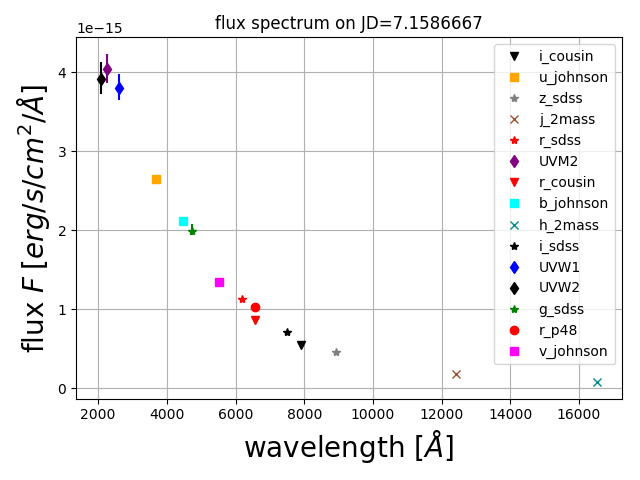 flux spectrum on JD=7.1586667
1e−15
4
3
2
1
0
flux F [erg/s/cm²/Å]
2000 4000 6000 8000 10000 12000 14000 16000
wavelength [Å]
i_cousin
u_johnson
z_sdss
j_2mass
r_sdss
UVM2
r_cousin
b_johnson
h_2mass
i_sdss
UVW1
UVW2
g_sdss
r_p48
v_johnson